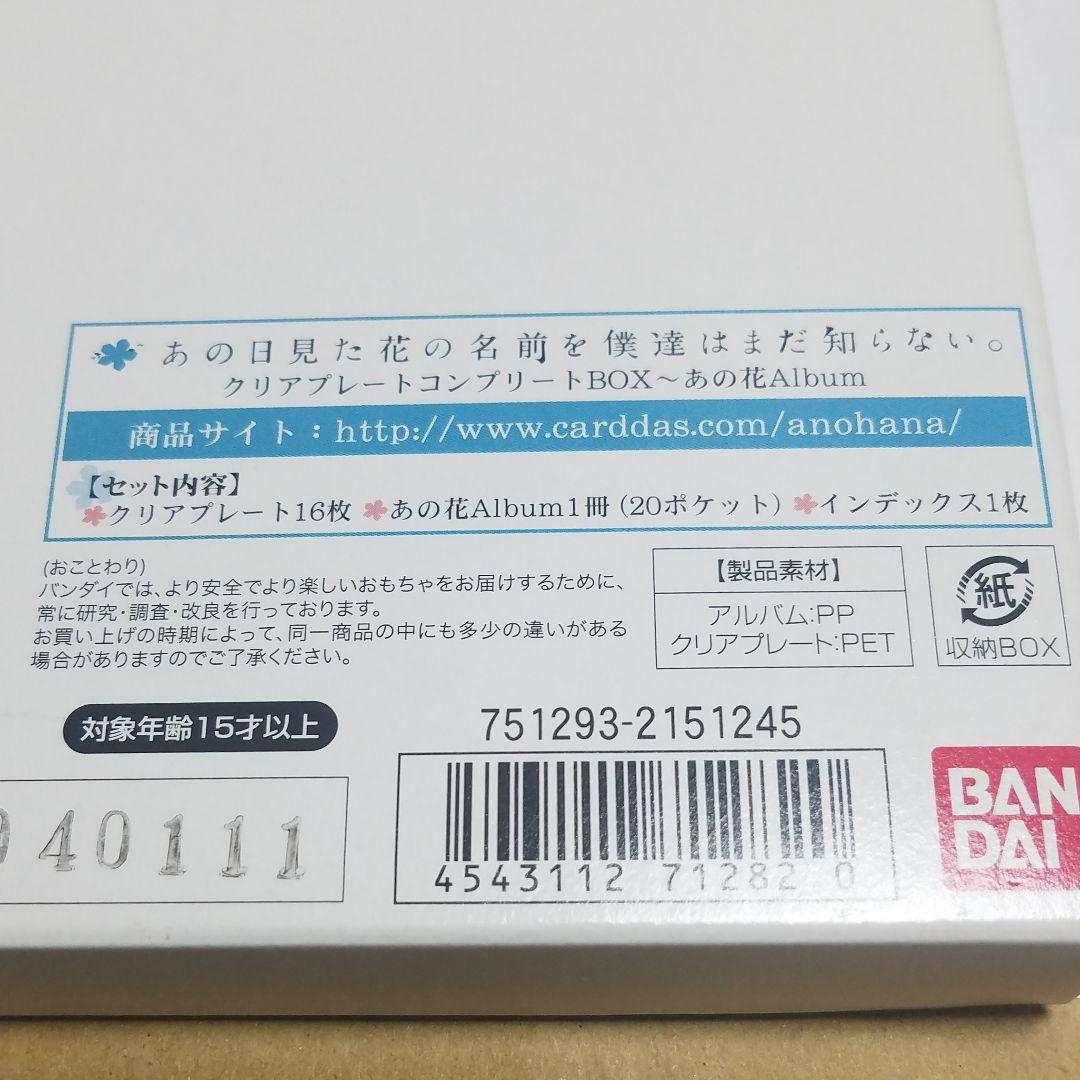 あの日見た花の名前を僕達はまだ知らない。
クリアプレートコンプリートBOX～あの花Album
商品サイト：http://www.carddas.com/anohana/
【セット内容】
クリアプレート16枚 あの花Album1冊（20ポケット） インデックス1枚
(おことわり)
バンダイでは、より安全でより楽しいおもちゃをお届けするために、
常に研究・調査・改良を行っております。
お買い上げの時期によって、同一商品の中にも多少の違いがある
場合がありますのでご了承ください。
【製品素材】
アルバム:PP
クリアプレート:PET
紙
収納BOX
対象年齢15才以上
751293-2151245
40111
4543112 712820
BAN
DAI